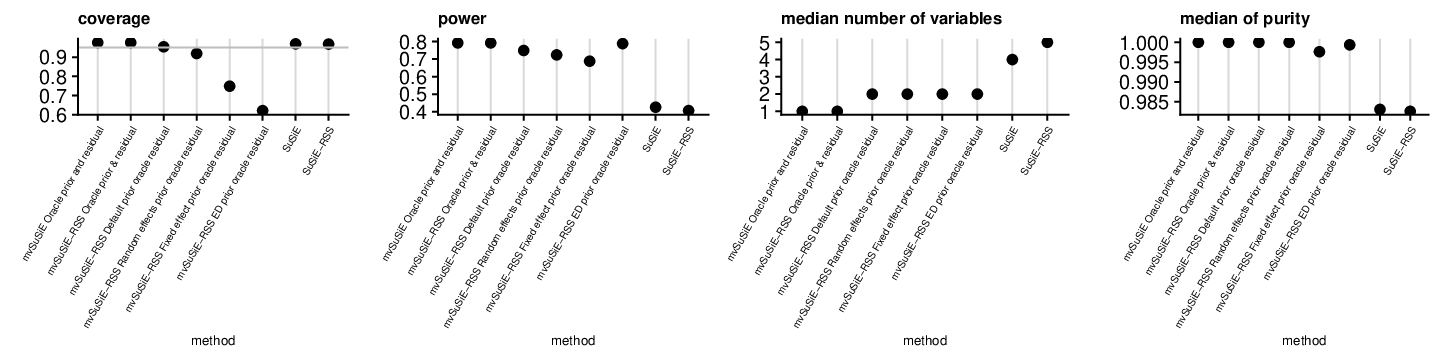 coverage
0.9
0.8
0.7
0.6
mvSuSiE Oracle prior and residual
mvSuSiE−RSS Oracle prior & residual
mvSuSiE−RSS Default prior oracle residual
mvSuSiE−RSS Random effects prior oracle residual
mvSuSiE−RSS Fixed effect prior oracle residual
mvSuSiE−RSS ED prior oracle residual
SuSiE
SuSiE−RSS
method
power
0.8
0.7
0.6
0.5
0.4
mvSuSiE Oracle prior and residual
mvSuSiE−RSS Oracle prior & residual
mvSuSiE−RSS Default prior oracle residual
mvSuSiE−RSS Random effects prior oracle residual
mvSuSiE−RSS Fixed effect prior oracle residual
mvSuSiE−RSS ED prior oracle residual
SuSiE
SuSiE−RSS
method
median number of variables
5
4
3
2
1
mvSuSiE Oracle prior and residual
mvSuSiE−RSS Oracle prior & residual
mvSuSiE−RSS Default prior oracle residual
mvSuSiE−RSS Random effects prior oracle residual
mvSuSiE−RSS Fixed effect prior oracle residual
mvSuSiE−RSS ED prior oracle residual
SuSiE
SuSiE−RSS
method
median of purity
1.000
0.995
0.990
0.985
mvSuSiE Oracle prior and residual
mvSuSiE−RSS Oracle prior & residual
mvSuSiE−RSS Default prior oracle residual
mvSuSiE−RSS Random effects prior oracle residual
mvSuSiE−RSS Fixed effect prior oracle residual
mvSuSiE−RSS ED prior oracle residual
SuSiE
SuSiE−RSS
method